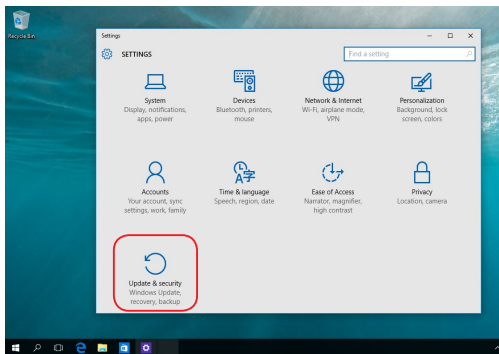 Recycle Bin
Settings
SETTINGS
Find a setting
System
Display, notifications,
apps, power
Devices
Bluetooth, printers,
mouse
Network & Internet
Wi-Fi, airplane mode,
VPN
Personalization
Background, lock
screen, colors
Accounts
Your account, sync
settings, work, family
Time & language
Speech, region, date
Ease of Access
Narrator, magnifier,
high contrast
Privacy
Location, camera
Update & security
Windows Update,
recovery, backup